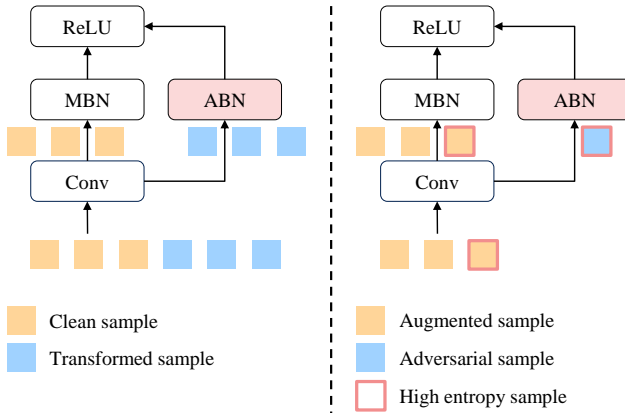 ReLU
MBN
ABN
Conv
Clean sample
Transformed sample
ReLU
MBN
ABN
Conv
Augmented sample
Adversarial sample
High entropy sample